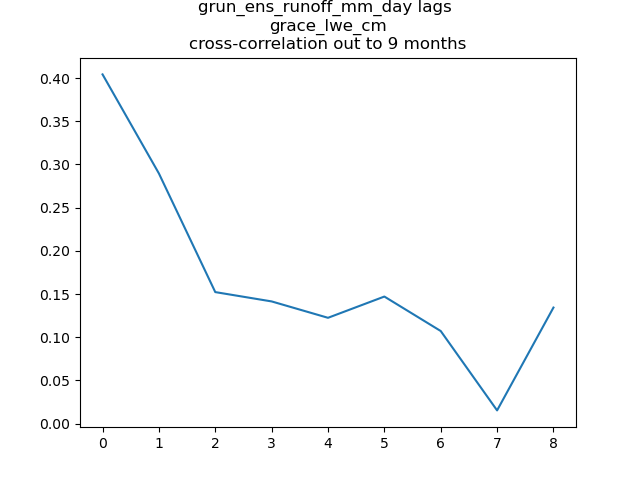 grun_ens_runoff_mm_day lags
grace_lwe_cm
cross-correlation out to 9 months
0.40
0.35
0.30
0.25
0.20
0.15
0.10
0.05
0.00
0 1 2 3 4 5 6 7 8